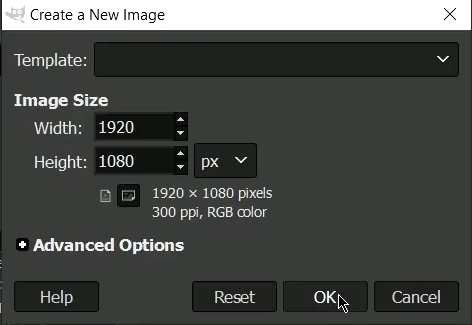 Create a New Image
Template:
Image Size
Width: 1920
Height: 1080 px
1920 × 1080 pixels
300 ppi, RGB color
Advanced Options
Help Reset OK Cancel